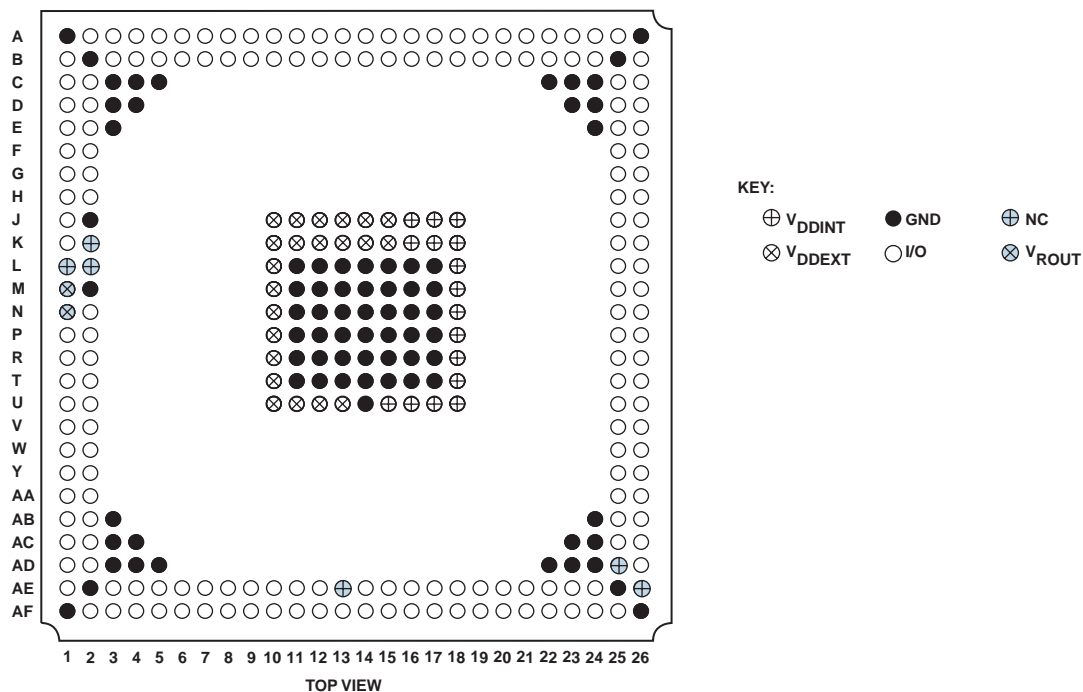 A
B
C
D
E
F
G
H
J
K
L
M
N
P
R
T
U
V
W
Y
AA
AB
AC
AD
AE
AF
1 2 3 4 5 6 7 8 9 10 11 12 13 14 15 16 17 18 19 20 21 22 23 24 25 26
TOP VIEW
KEY:
VDDINT GND NC
VDDEXT I/O VROUT